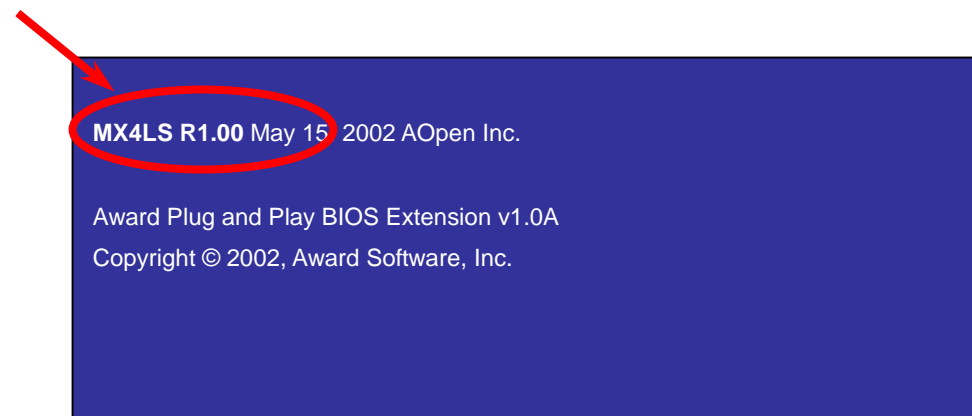 MX4LS R1.00 May 15, 2002 AOpen Inc.
Award Plug and Play BIOS Extension v1.0A
Copyright © 2002, Award Software, Inc.